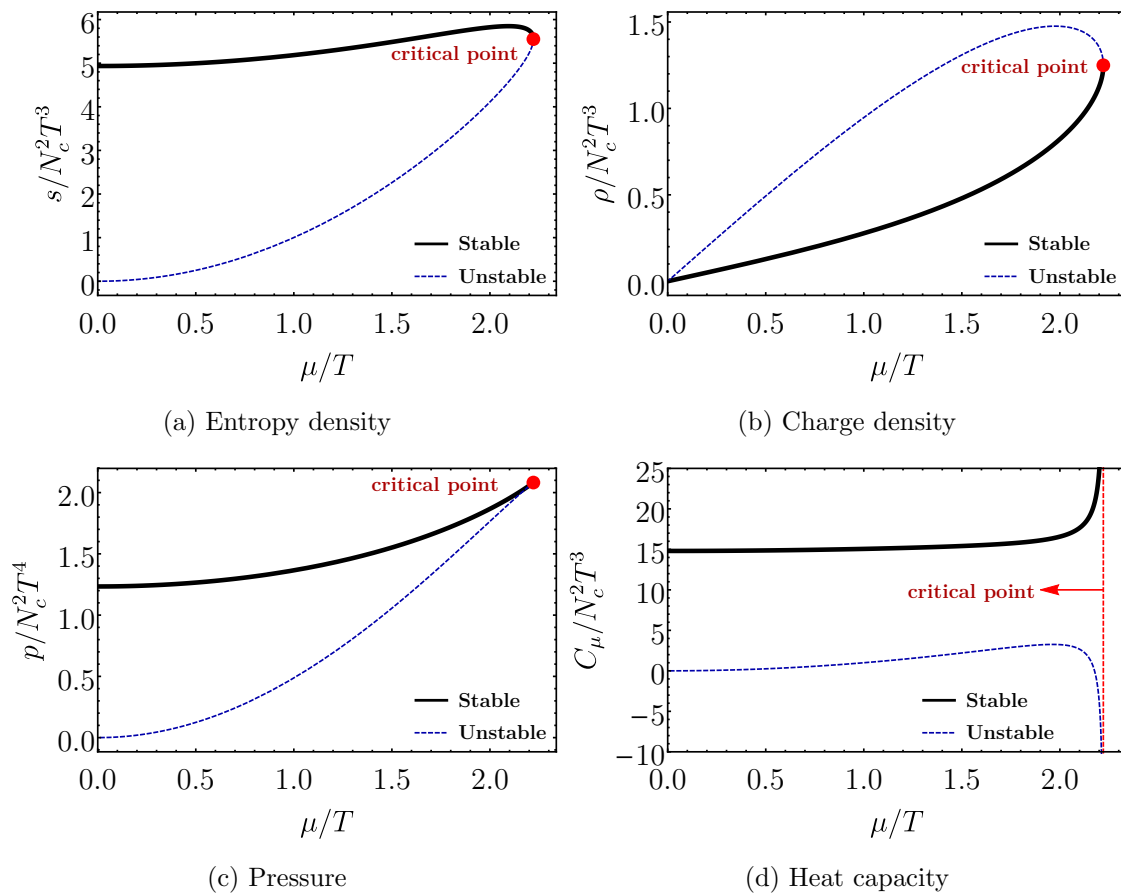 6
5
4
3
2
1
0
s/N_c^2T^3
critical point
Stable
Unstable
0.0 0.5 1.0 1.5 2.0
μ/T
(a) Entropy density
1.5
1.0
0.5
0.0
ρ/N_c^2T^3
critical point
Stable
Unstable
0.0 0.5 1.0 1.5 2.0
μ/T
(b) Charge density
2.0
1.5
1.0
0.5
0.0
p/N_c^2T^4
critical point
Stable
Unstable
0.0 0.5 1.0 1.5 2.0
μ/T
(c) Pressure
25
20
15
10
5
0
−5
−10
C_μ/N_c^2T^3
critical point
Stable
Unstable
0.0 0.5 1.0 1.5 2.0
μ/T
(d) Heat capacity